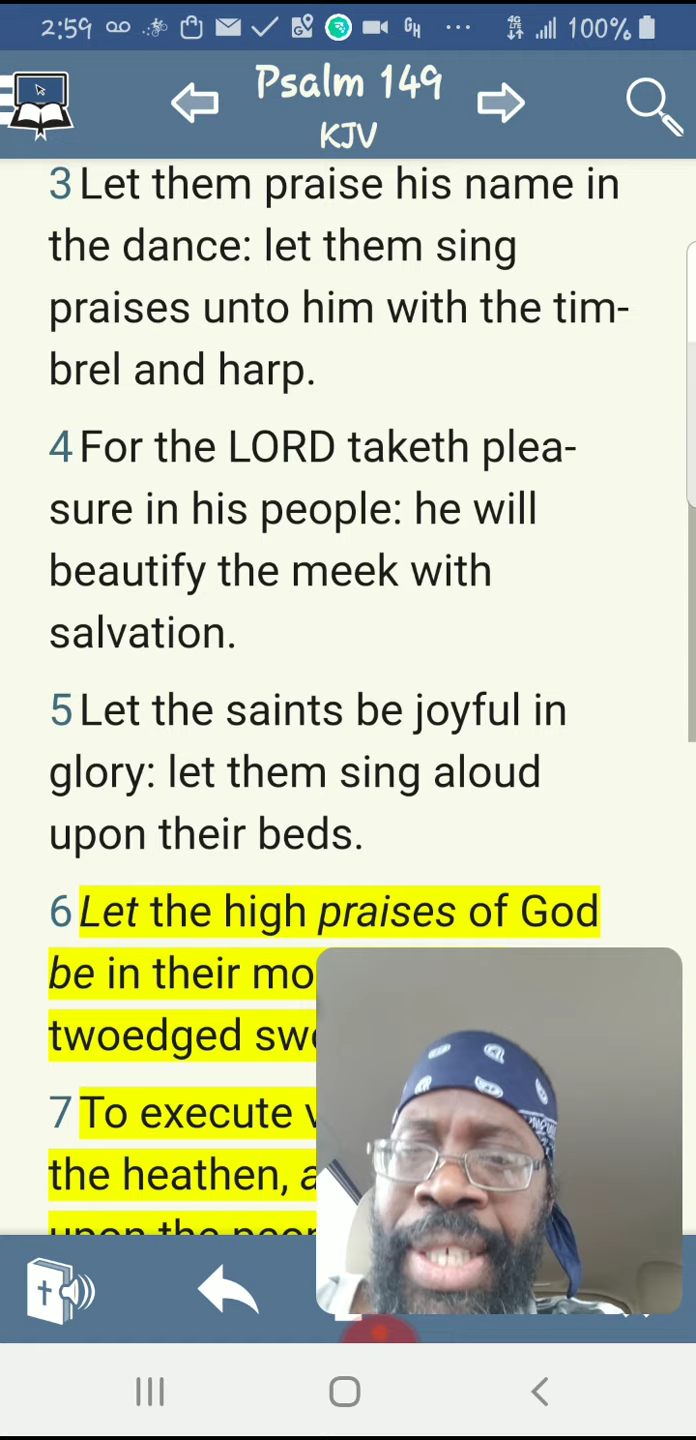 2:59 100%
Psalm 149
KJV
3 Let them praise his name in
the dance: let them sing
praises unto him with the tim-
brel and harp.
4 For the LORD taketh plea-
sure in his people: he will
beautify the meek with
salvation.
5 Let the saints be joyful in
glory: let them sing aloud
upon their beds.
6 Let the high praises of God
be in their mo
twoedged sw
7 To execute
the heathen,
upon the